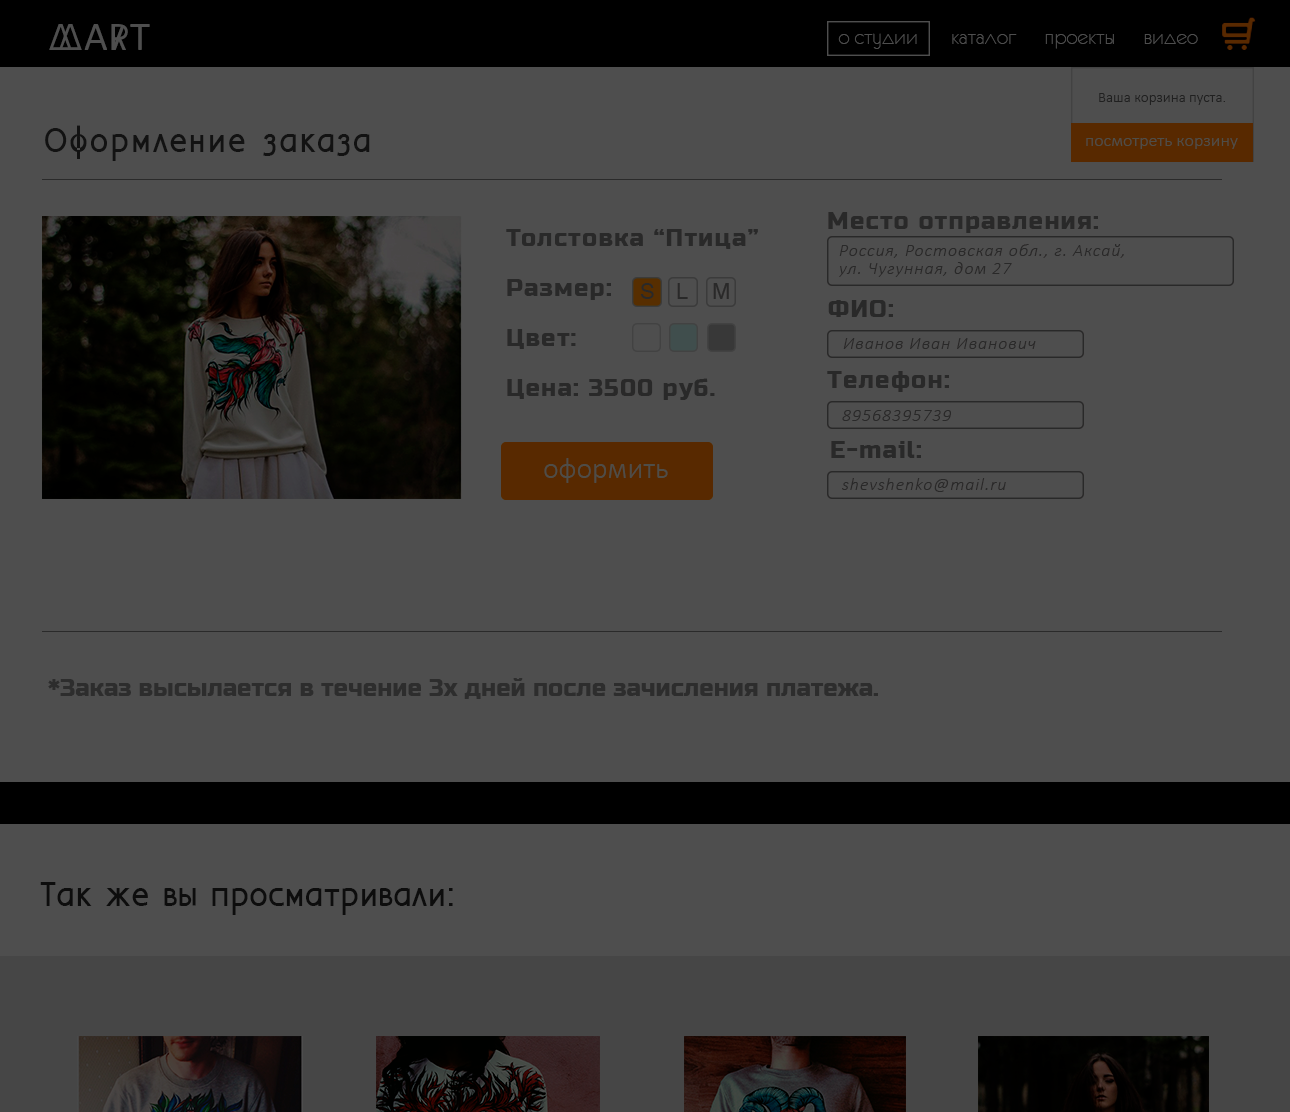 MART
о студии
каталог
проекты
видео
Ваша корзина пуста.
посмотреть корзину
Оформление заказа
Толстовка “Птица”
Размер:
S
L
M
Цвет:
Цена: 3500 руб.
оформить
Место отправления:
Россия, Ростовская обл., г. Аксай,
ул. Чугунная, дом 27
ФИО:
Иванов Иван Иванович
Телефон:
89568395739
E-mail:
shevshenko@mail.ru
*Заказ высылается в течение 3х дней после зачисления платежа.
Так же вы просматривали: